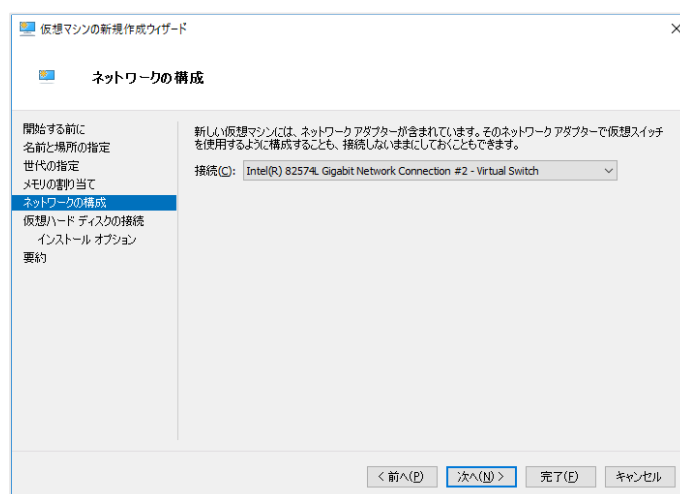 仮想マシンの新規作成ウィザード
ネットワークの構成
開始する前に
名前と場所の指定
世代の指定
メモリの割り当て
ネットワークの構成
仮想ハード ディスクの接続
インストール オプション
要約
新しい仮想マシンには、ネットワーク アダプターが含まれています。そのネットワーク アダプターで仮想スイッチ
を使用するように構成することも、接続しないままにしておくこともできます。
接続(C): Intel(R) 82574L Gigabit Network Connection #2 - Virtual Switch
< 前へ(P) 次へ(N) > 完了(F) キャンセル